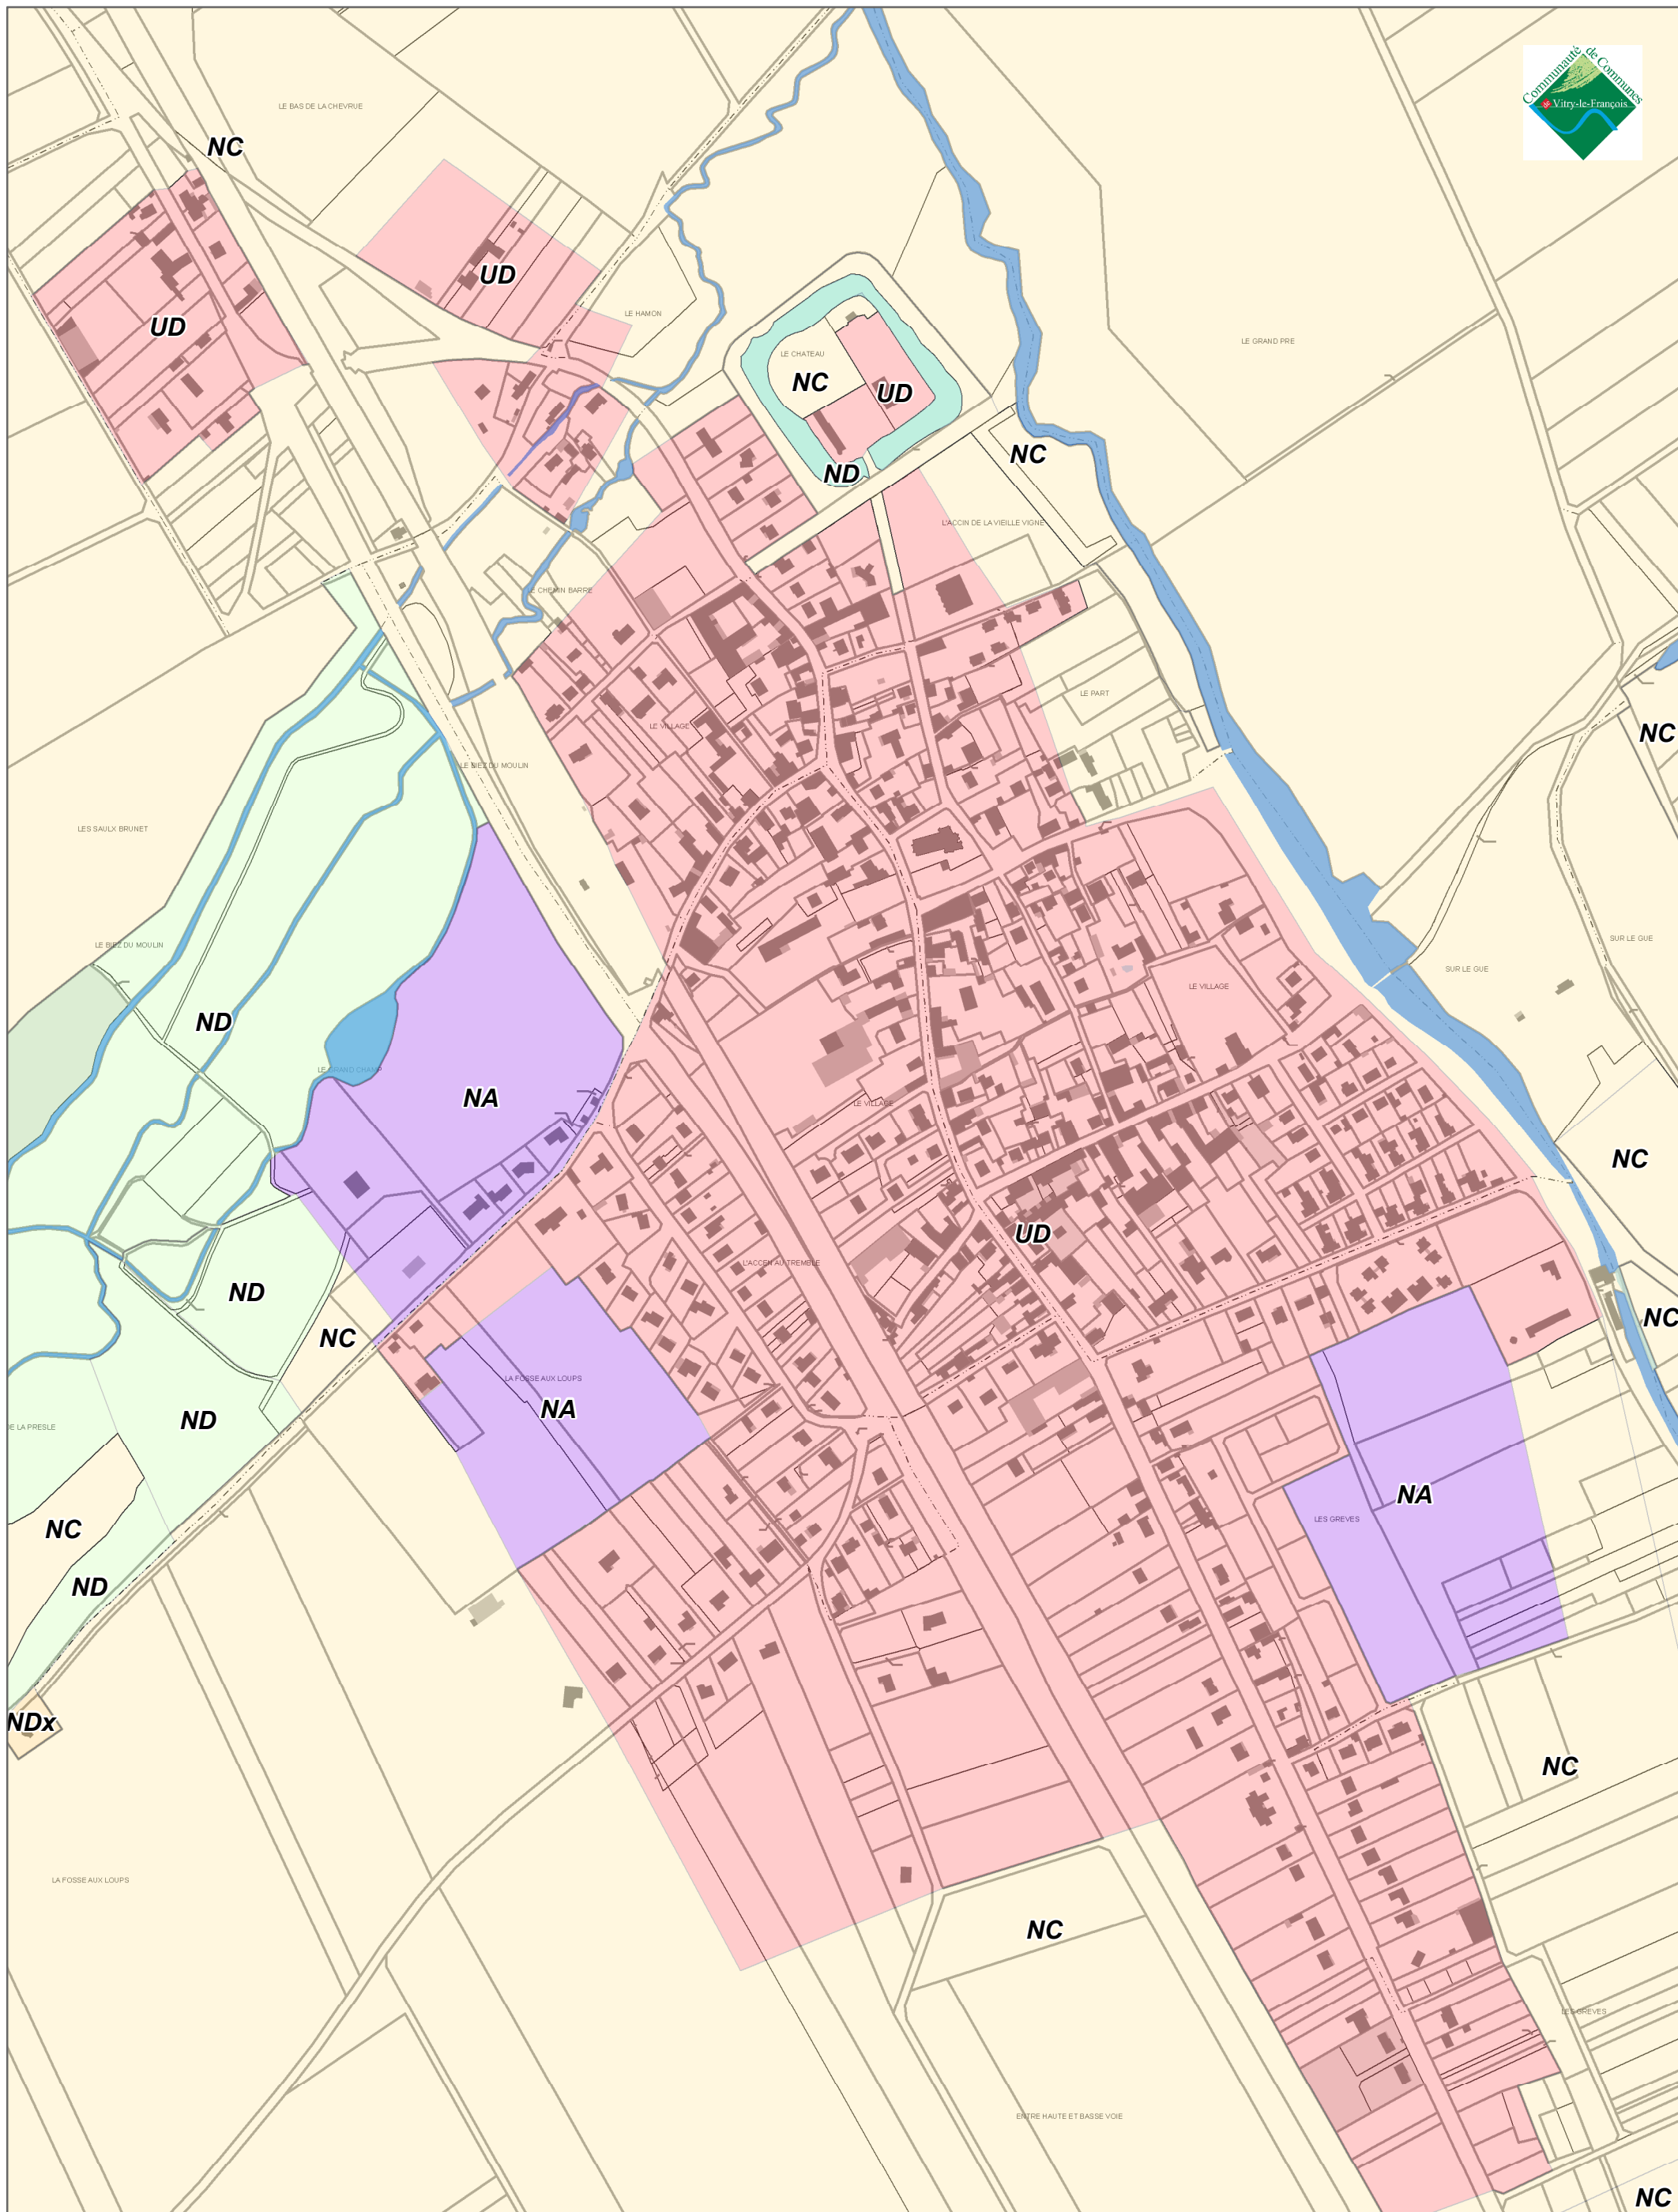 Communauté de Communes
Vitry-le-François
LE BAS DE LA CHEVRUE
NC
UD
UD
LE HAMON
LE GRAND PRE
LE CHATEAU
NC
UD
NC
ND
L'ACCIN DE LA VIEILLE VIGNE
LE CHEMIN BARRE
LE PART
LE VILLAGE
NC
LE BIEZ DU MOULIN
LES SAULX BRUNET
LE BIEZ DU MOULIN
SUR LE GUE
SUR LE GUE
LE VILLAGE
ND
LE GRAND CHAMP
NA
LE VILLAGE
NC
UD
L'ACCEN AU TREMBLE
ND
NC
NC
LA FOSSE AUX LOUPS
NA
ND
E LA PRESLE
NA
LES GREVES
NC
ND
NDx
NC
LA FOSSE AUX LOUPS
NC
LES GREVES
ENTRE HAUTE ET BASSE VOIE
NC